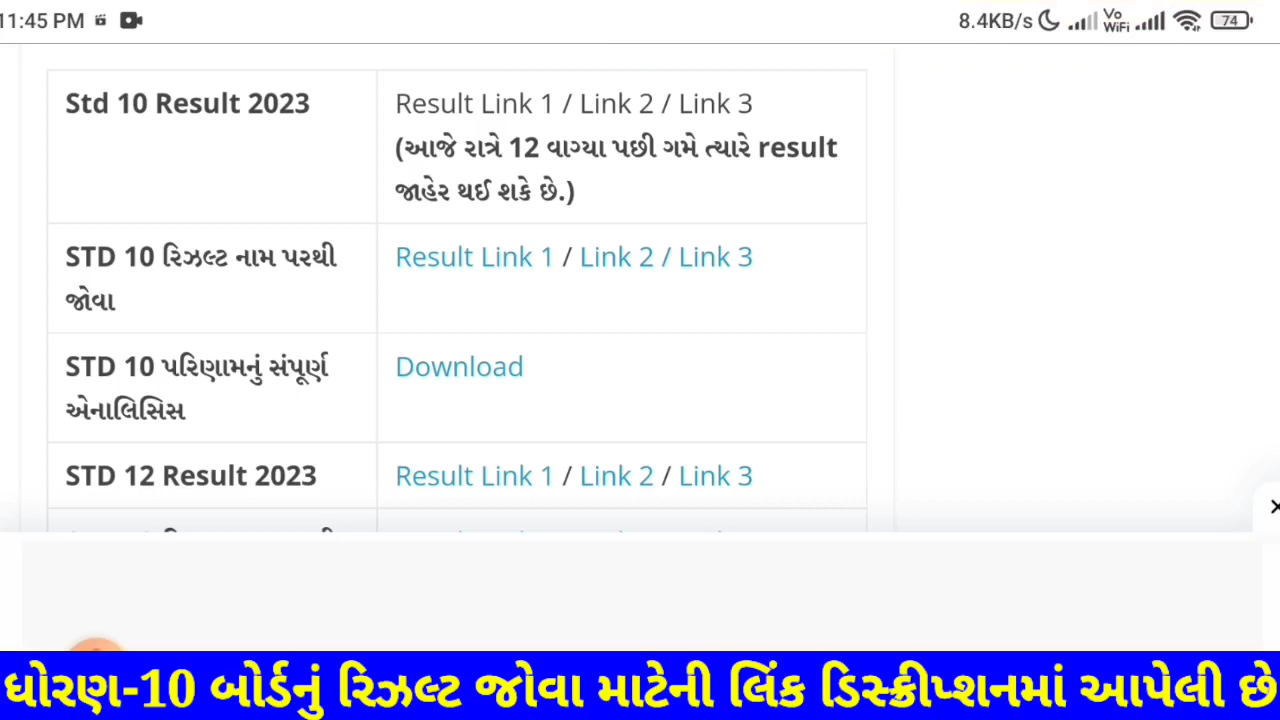 11:45 PM
8.4KB/s Vo WiFi 74
Std 10 Result 2023
Result Link 1 / Link 2 / Link 3
(આજે રાત્રે 12 વાગ્યા પછી ગમે ત્યારે result
જાહેર થઈ શકે છે.)
STD 10 રિઝલ્ટ નામ પરથી
જોવા
Result Link 1 / Link 2 / Link 3
STD 10 પરિણામનું સંપૂર્ણ
એનાલિસિસ
Download
STD 12 Result 2023
Result Link 1 / Link 2 / Link 3
ધોરણ-10 બોર્ડનું રિઝલ્ટ જોવા માટેની લિંક ડિસ્ક્રીપ્શનમાં આપેલી છે